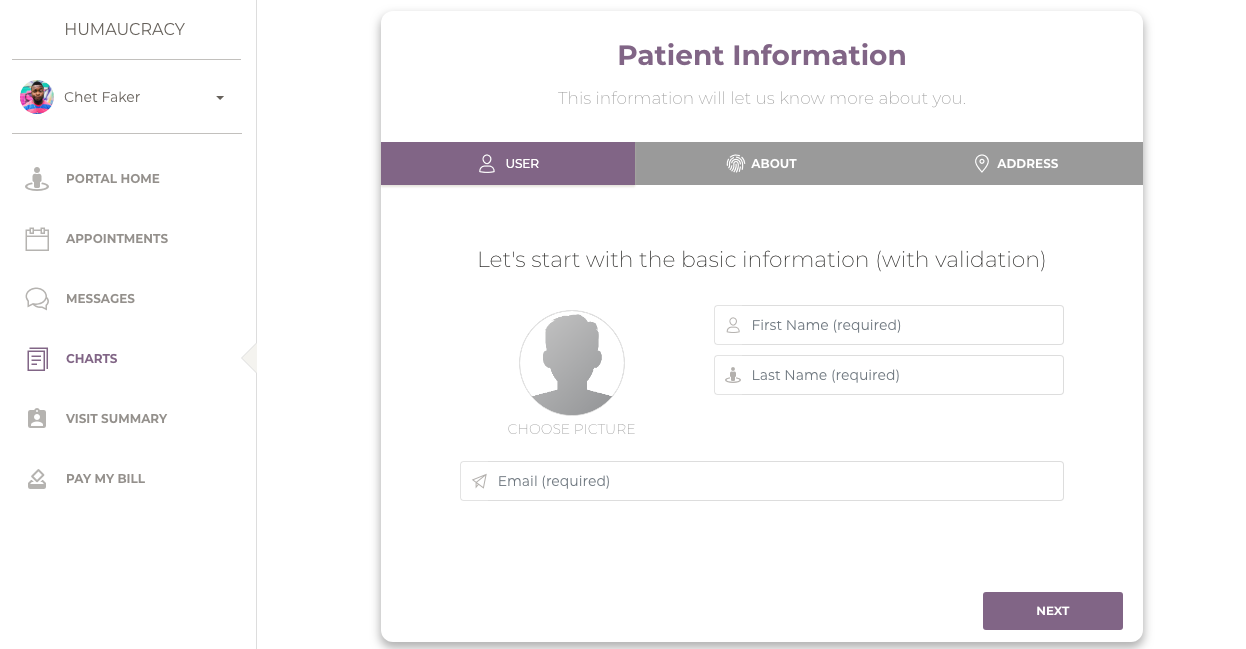 HUMAUCRACY
Chet Faker
PORTAL HOME
APPOINTMENTS
MESSAGES
CHARTS
VISIT SUMMARY
PAY MY BILL
Patient Information
This information will let us know more about you.
USER ABOUT ADDRESS
Let's start with the basic information (with validation)
First Name (required)
Last Name (required)
CHOOSE PICTURE
Email (required)
NEXT